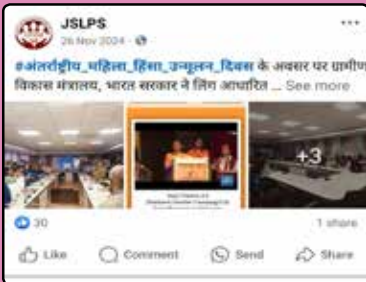 JSLPS
26 Nov 2024
#अंतर्राष्ट्रीय_महिला_हिंसा_उन्मूलन_दिवस के अवसर पर ग्रामीण
विकास मंत्रालय, भारत सरकार ने लिंग आधारित ... See more
+3
30
1 share
Like
Comment
Send
Share